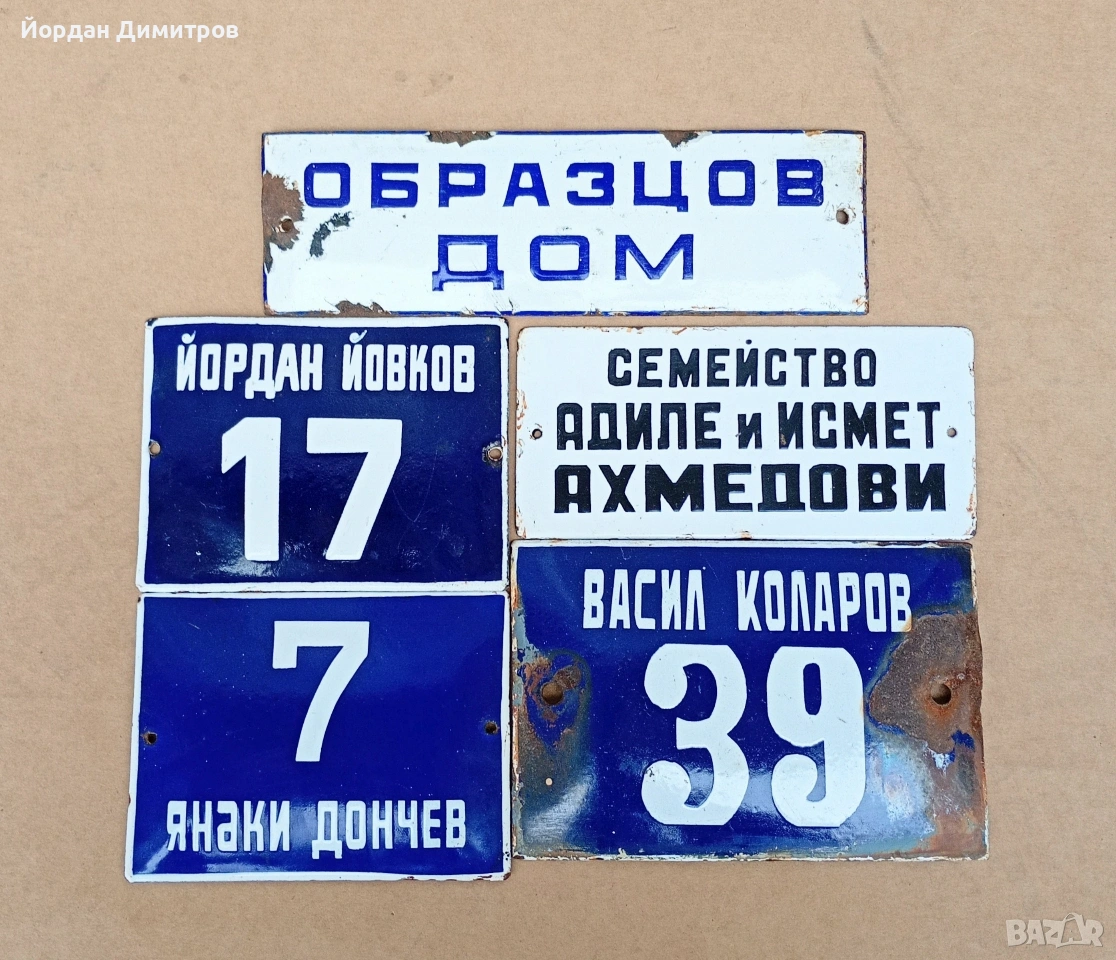 Йордан Димитров
ОБРАЗЦОВ
ДОМ
ЙОРДАН ЙОВКОВ
17
СЕМЕЙСТВО
АДИЛЕ и ИСМЕТ
АХМЕДОВИ
7
ЯНАКИ ДОНЧЕВ
ВАСИЛ КОЛАРОВ
39
BAZAR